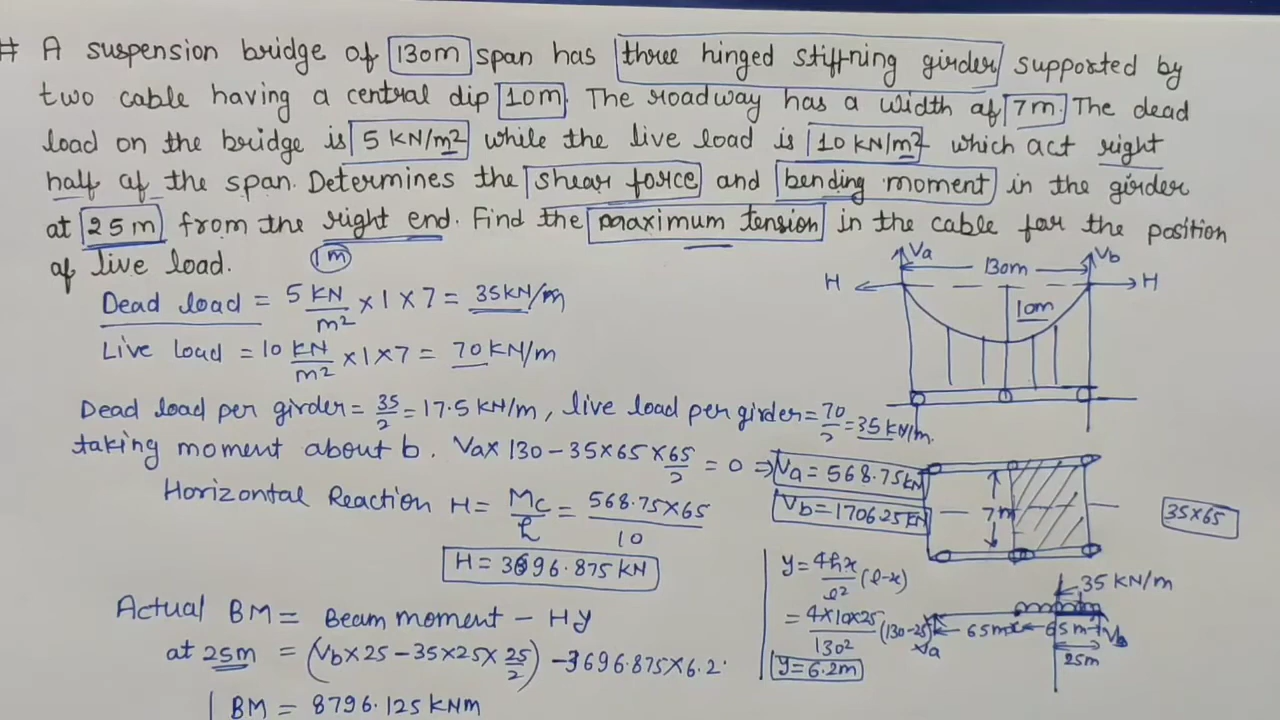 # A suspension bridge of 130m span has three hinged stiffning girder supported by
two cable having a central dip 10m. The roadway has a width of 7m. The dead
load on the bridge is 5 KN/m2 while the live load is 10 KN/m2 which act right
half of the span. Determines the shear force and bending moment in the girder
at 25m from the right end. Find the maximum tension in the cable for the position
of live load.
1m
Va 130m Vb
H H
10m
Dead load = 5 KN/m2 × 1 × 7 = 35KN/m
Live load = 10 KN/m2 × 1 × 7 = 70 KN/m
Dead load per girder = 35/2 = 17.5 KN/m, live load per girder = 70/2 = 35 KN/m.
taking moment about b. Va × 130 - 35×65 × 65/2 = 0 ⇒ Va = 568.75KN
Vb = 1706.25 KN
7m
35×65
Horizontal Reaction H = Mc/h = 568.75×65/10
H = 3696.875 KN
y = 4hx/l2 (l-x)
= 4×10×25/1302 (130-25)
y = 6.2m
35 KN/m
65m 65m Vb
Va
25m
Actual BM = Beam moment - Hy
at 25m = (Vb × 25 - 35×25× 25/2) - 3696.875 × 6.2
BM = 8796.125 KNm